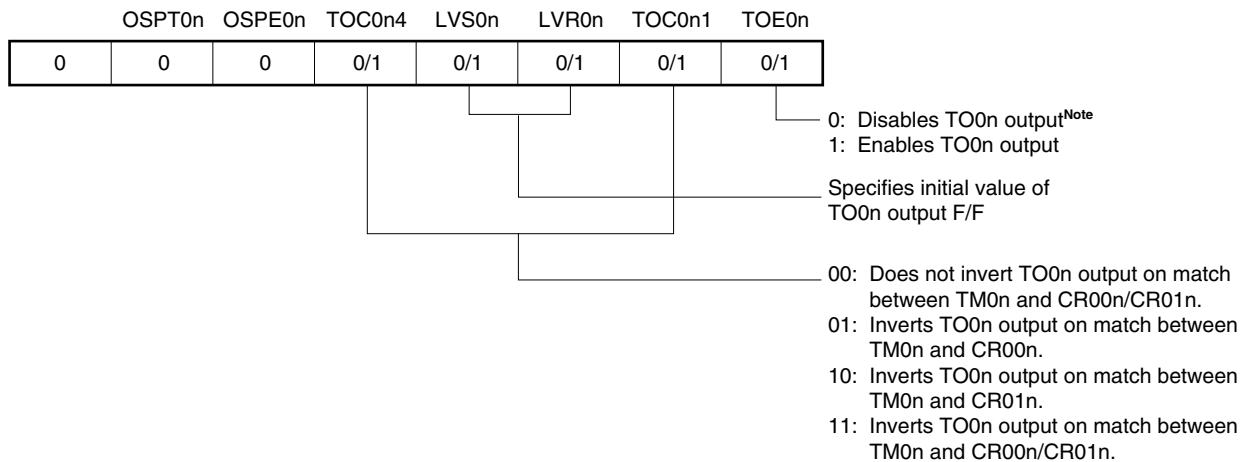 OSPT0n OSPE0n TOC0n4 LVS0n LVR0n TOC0n1 TOE0n
0 0 0 0/1 0/1 0/1 0/1 0/1
0: Disables TO0n output Note
1: Enables TO0n output
Specifies initial value of
TO0n output F/F
00: Does not invert TO0n output on match
between TM0n and CR00n/CR01n.
01: Inverts TO0n output on match between
TM0n and CR00n.
10: Inverts TO0n output on match between
TM0n and CR01n.
11: Inverts TO0n output on match between
TM0n and CR00n/CR01n.